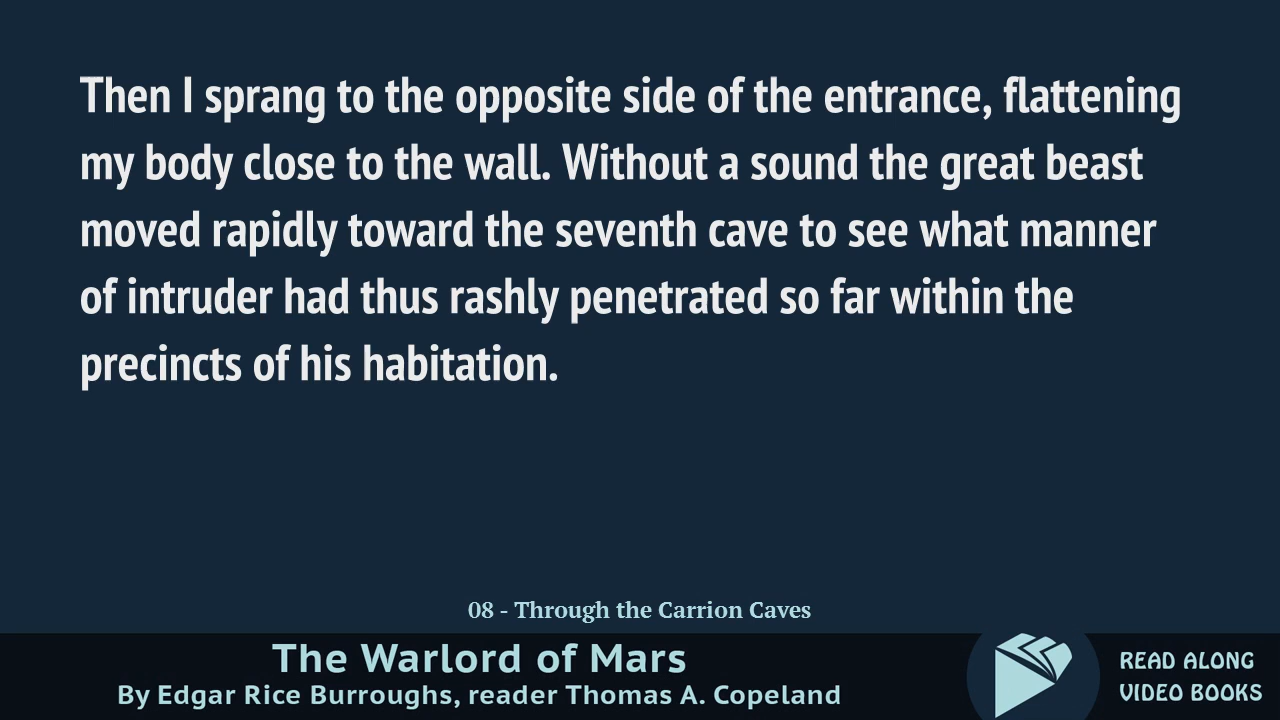 Then I sprang to the opposite side of the entrance, flattening
my body close to the wall. Without a sound the great beast
moved rapidly toward the seventh cave to see what manner
of intruder had thus rashly penetrated so far within the
precincts of his habitation.
08 - Through the Carrion Caves
The Warlord of Mars
By Edgar Rice Burroughs, reader Thomas A. Copeland
READ ALONG
VIDEO BOOKS